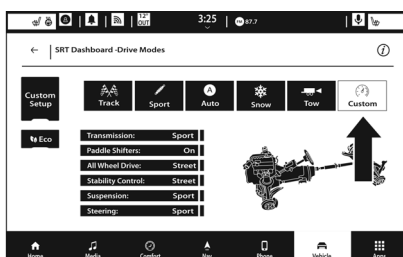 12°
OUT
3:25
FM 87.7
SRT Dashboard -Drive Modes
Custom
Setup
Track
Sport
Auto
Snow
Tow
Custom
Eco
Transmission: Sport
Paddle Shifters: On
All Wheel Drive: Street
Stability Control: Street
Suspension: Sport
Steering: Sport
Home
Media
Comfort
Nav
Phone
Vehicle
Apps